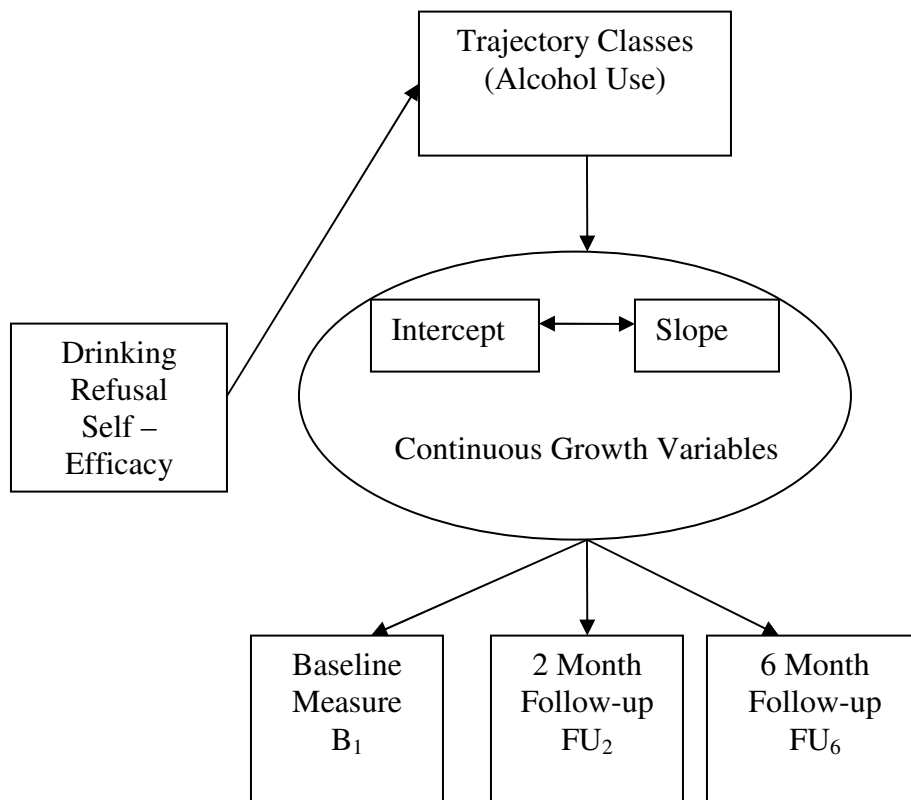 Trajectory Classes
(Alcohol Use)
Intercept
Slope
Drinking
Refusal
Self –
Efficacy
Continuous Growth Variables
Baseline
Measure
B₁
2 Month
Follow-up
FU₂
6 Month
Follow-up
FU₆